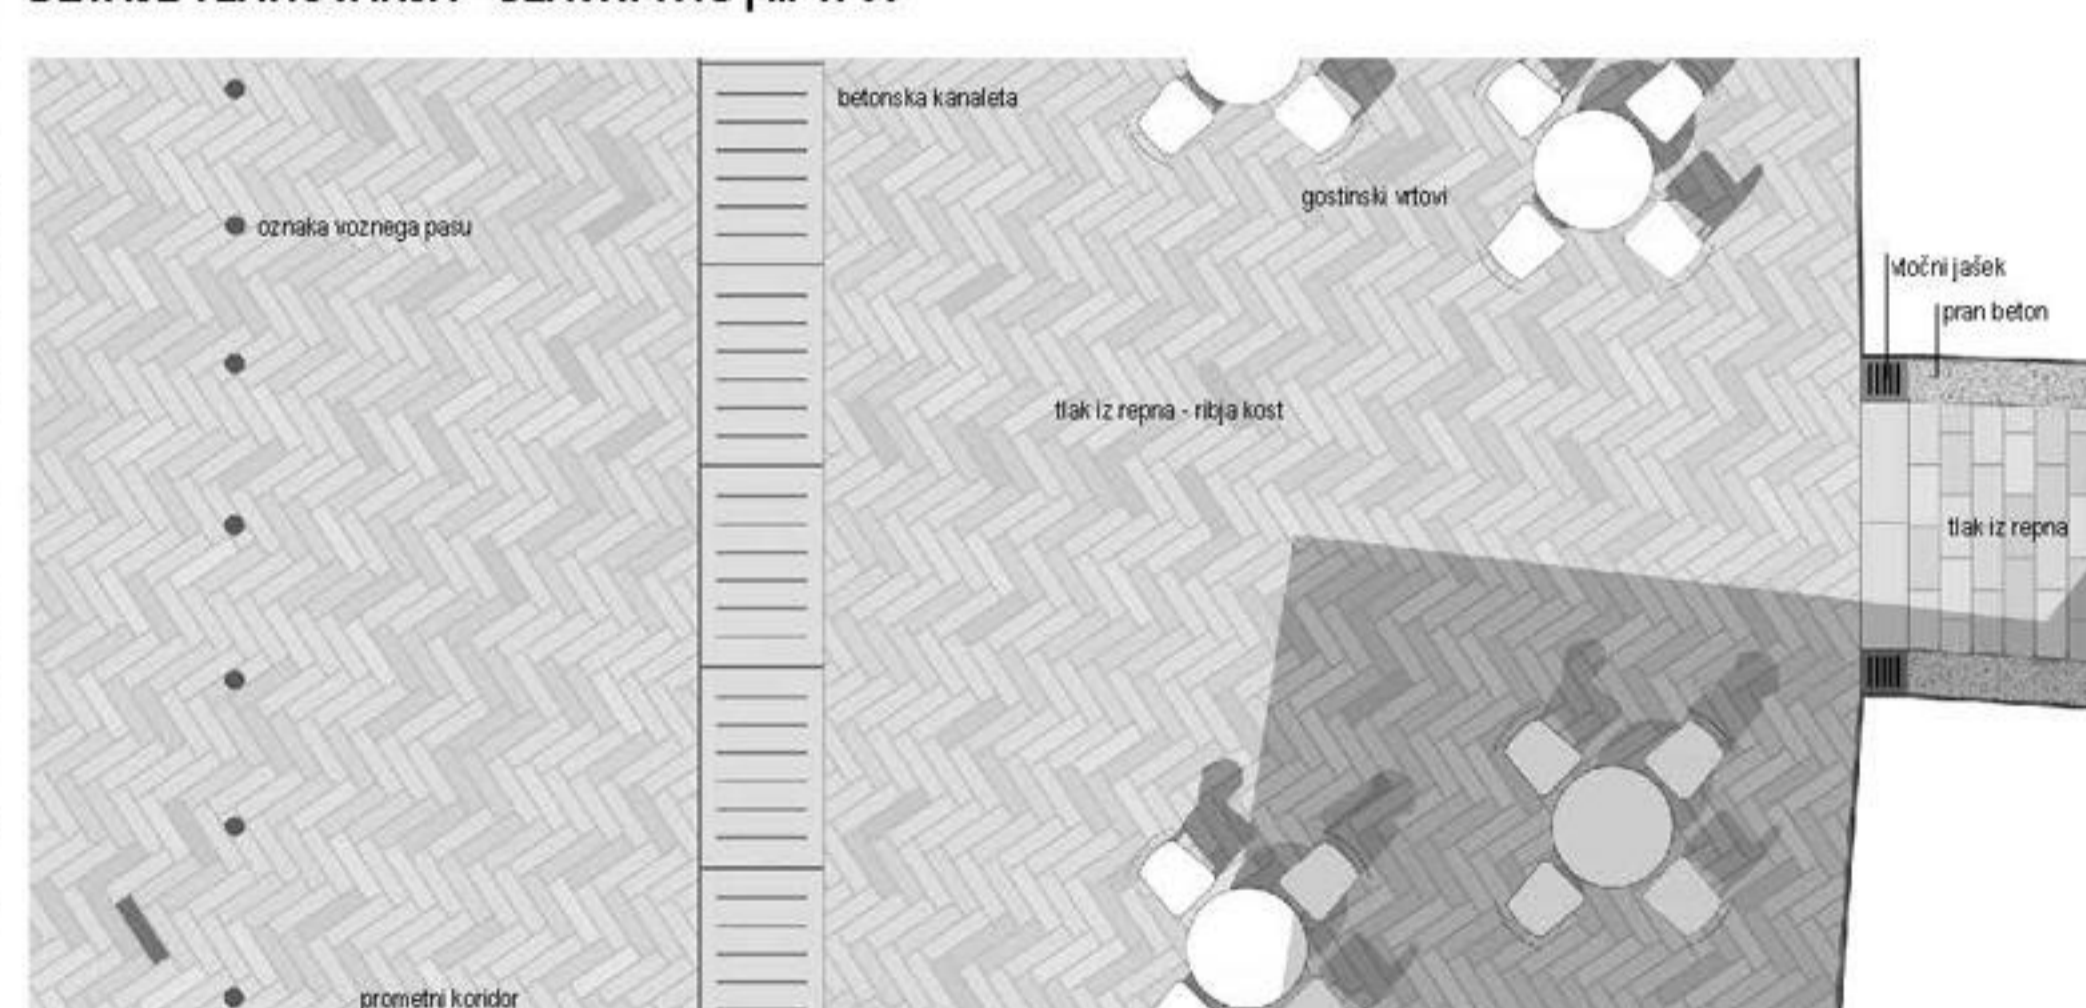 betonska kanaleta
gostinski vrtovi
oznaka voznega pasu
vtočni jašek
pran beton
tlak iz repna - ribja kost
tlak iz repna
prometni koridor